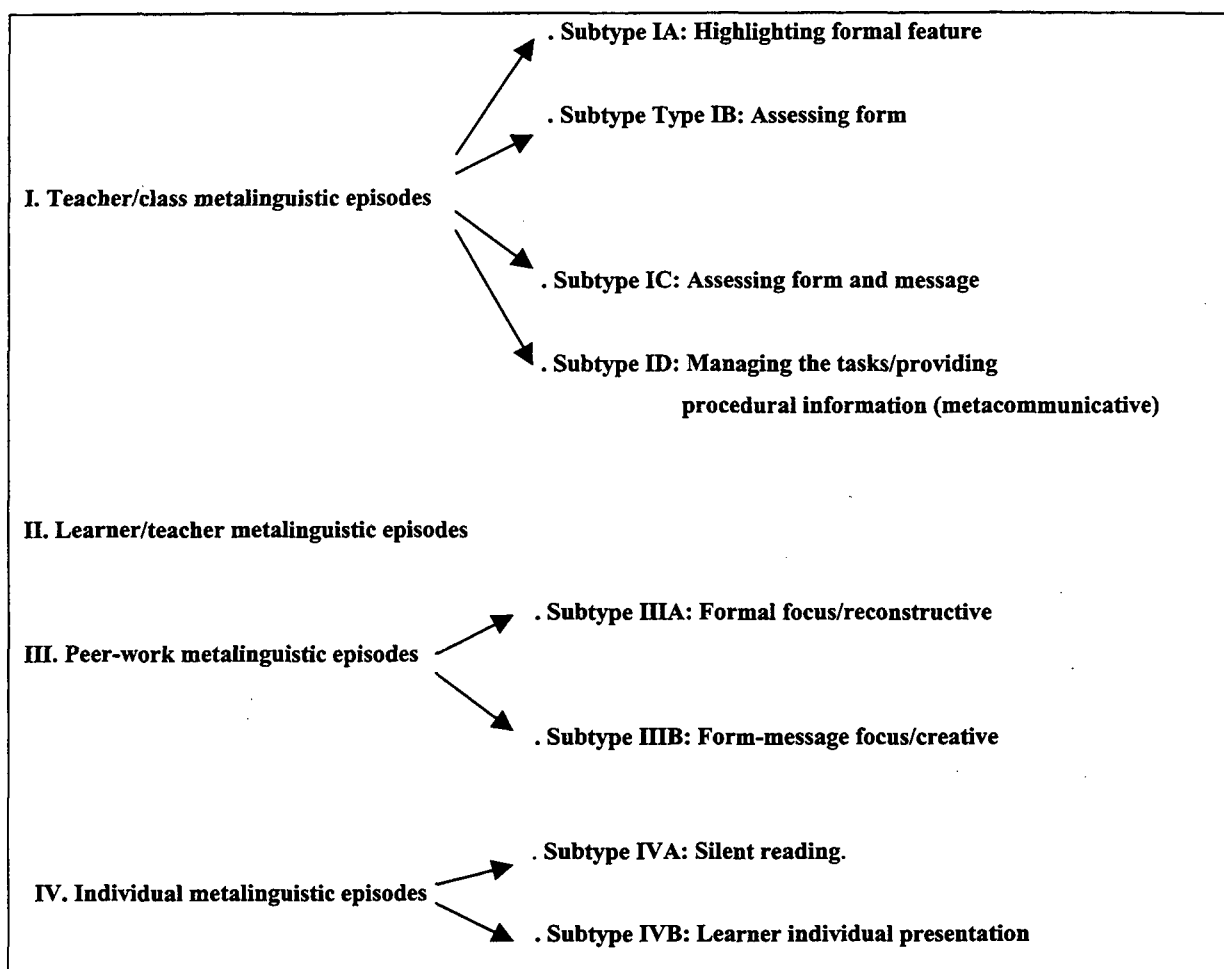 . Subtype IA: Highlighting formal feature
. Subtype Type IB: Assessing form
I. Teacher/class metalinguistic episodes
. Subtype IC: Assessing form and message
. Subtype ID: Managing the tasks/providing
procedural information (metacommunicative)
II. Learner/teacher metalinguistic episodes
. Subtype IIIA: Formal focus/reconstructive
III. Peer-work metalinguistic episodes
. Subtype IIIB: Form-message focus/creative
. Subtype IVA: Silent reading.
IV. Individual metalinguistic episodes
. Subtype IVB: Learner individual presentation